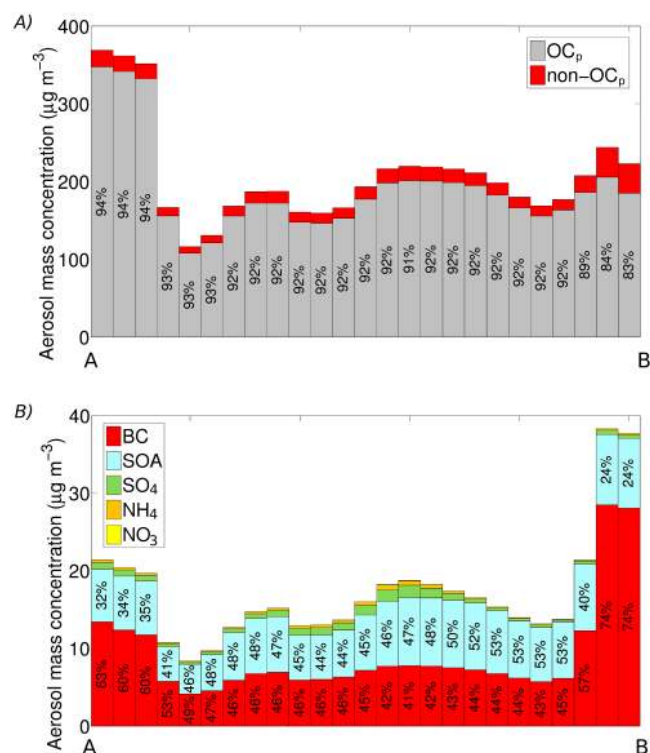 A)
Aerosol mass concentration (µg m⁻³)
400
300
200
100
0
OCₚ
non−OCₚ
94% 94% 94% 93% 93% 93% 92% 92% 92% 92% 92% 92% 92% 92% 91% 92% 92% 92% 92% 92% 92% 92% 89% 84% 83%
A B
B)
Aerosol mass concentration (µg m⁻³)
40
30
20
10
0
BC
SOA
SO₄
NH₄
NO₃
32% 34% 35% 41% 46% 48% 48% 48% 47% 45% 44% 44% 45% 46% 47% 48% 50% 52% 53% 53% 53% 53% 40% 24% 24%
63% 60% 60% 53% 49% 47% 46% 46% 46% 46% 46% 46% 45% 42% 41% 42% 43% 44% 44% 44% 43% 45% 57% 74% 74%
A B